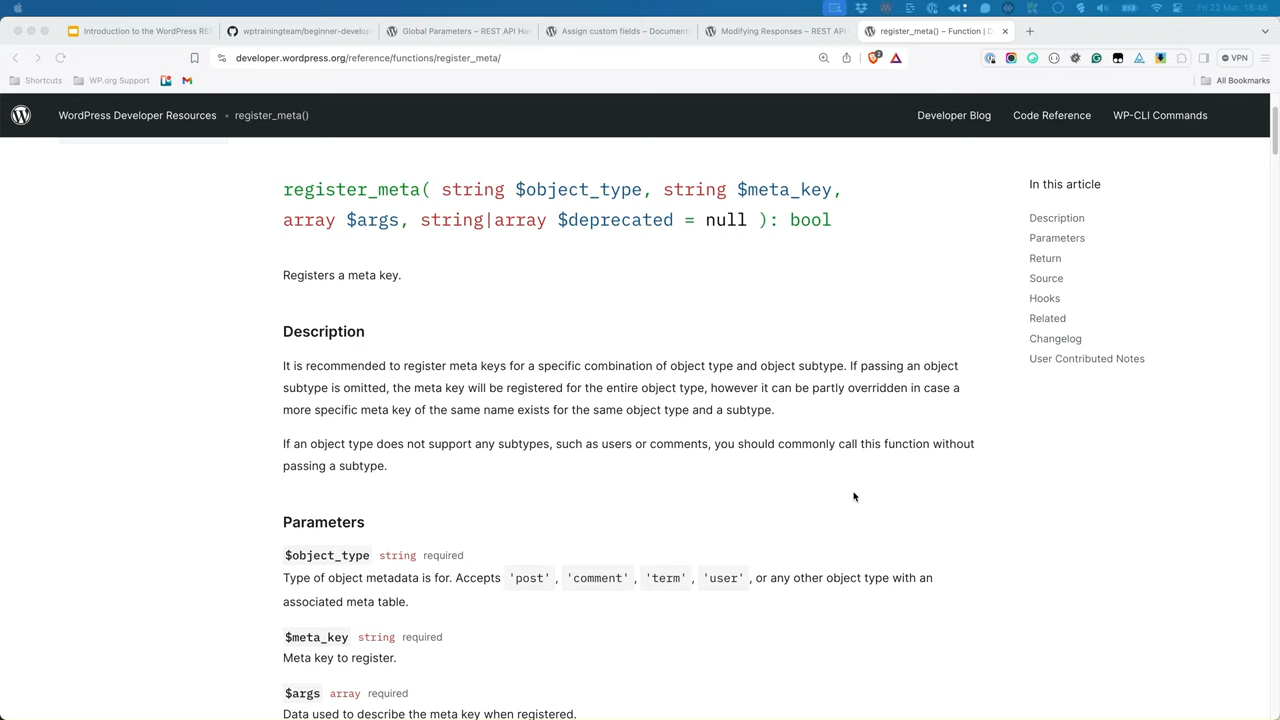 Fri 22 Mar 16:48
Introduction to the WordPress RES
wptrainingteam/beginner-develop
Global Parameters – REST API Ha
Assign custom fields – Document
Modifying Responses – REST API
register_meta() – Function | D
developer.wordpress.org/reference/functions/register_meta/
2
VPN
Shortcuts
WP.org Support
All Bookmarks
WordPress Developer Resources • register_meta()
Developer Blog
Code Reference
WP-CLI Commands
register_meta( string $object_type, string $meta_key,
array $args, string|array $deprecated = null ): bool
Registers a meta key.
Description
It is recommended to register meta keys for a specific combination of object type and object subtype. If passing an object
subtype is omitted, the meta key will be registered for the entire object type, however it can be partly overridden in case a
more specific meta key of the same name exists for the same object type and a subtype.
If an object type does not support any subtypes, such as users or comments, you should commonly call this function without
passing a subtype.
Parameters
$object_type string required
Type of object metadata is for. Accepts 'post', 'comment', 'term', 'user', or any other object type with an
associated meta table.
$meta_key string required
Meta key to register.
$args array required
Data used to describe the meta key when registered.
In this article
Description
Parameters
Return
Source
Hooks
Related
Changelog
User Contributed Notes